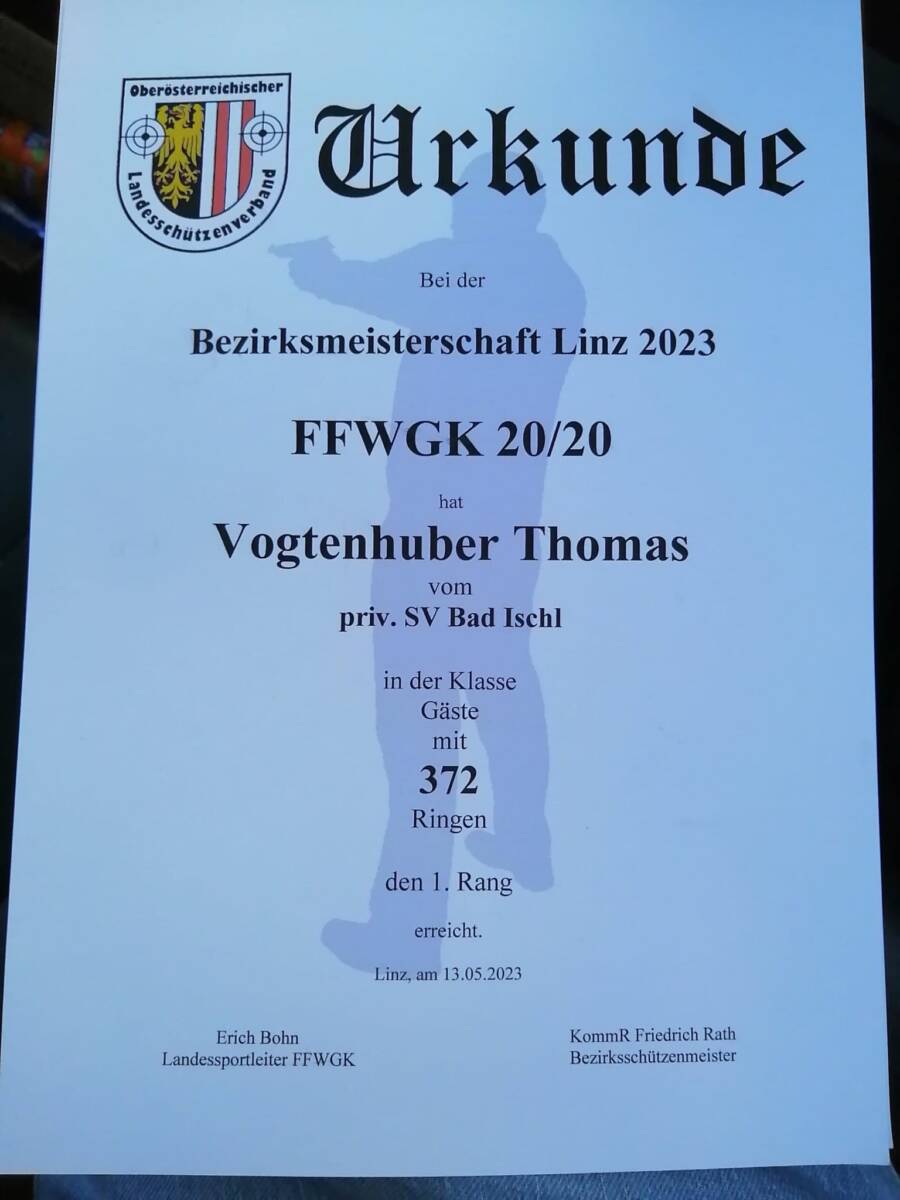 Oberösterreichischer
Landesschützenverband
Urkunde
Bei der
Bezirksmeisterschaft Linz 2023
FFWGK 20/20
hat
Vogtenhuber Thomas
vom
priv. SV Bad Ischl
in der Klasse
Gäste
mit
372
Ringen
den 1. Rang
erreicht.
Linz, am 13.05.2023
Erich Bohn
Landessportleiter FFWGK
KommR Friedrich Rath
Bezirksschützenmeister